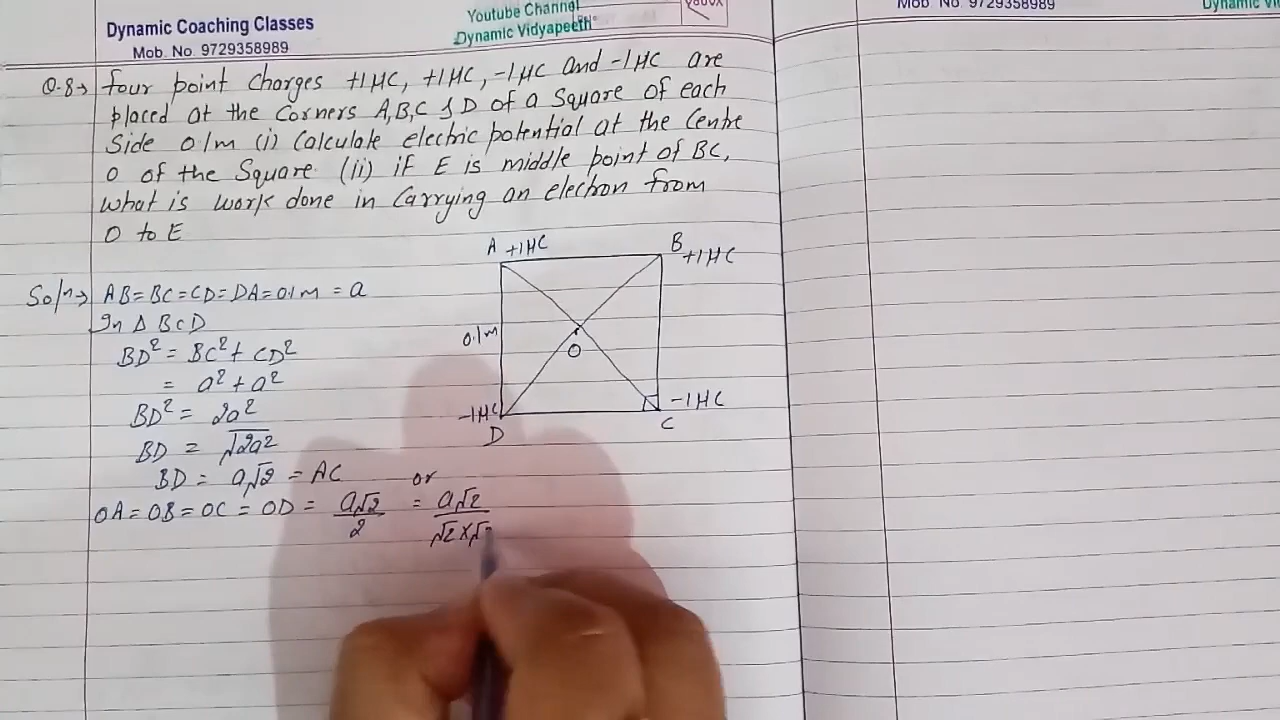 Dynamic Coaching Classes
Mob. No. 9729358989
Youtube Channel
Dynamic Vidyapeeth
Mob. No. 9729358989
Q.8→ four point charges +1μC, +1μC, -1μC and -1μC are
placed at the Corners A,B,C & D of a Square of each
Side 0.1m (i) Calculate electric potential at the Centre
O of the Square. (ii) if E is middle point of BC,
What is work done in Carrying an electron from
O to E
A +1μC
B +1μC
Soln→ AB=BC=CD=DA=0.1m = a
In Δ BCD
0.1m
O
BD² = BC² + CD²
= a² + a²
BD² = 2a²
-1μC
D
-1μC
C
BD = √2a²
BD = a√2 = AC or
OA = OB = OC = OD = a√2/2 = a√2/√2×√2